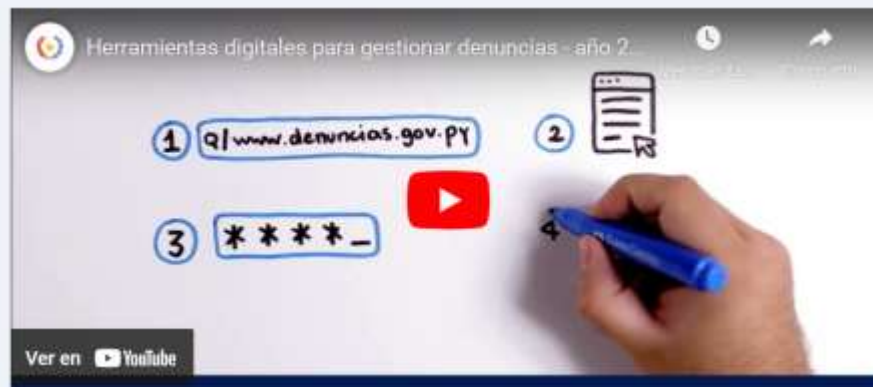 Herramientas digitales para gestionar denuncias - año 2...
1 www.denuncias.gov.py 2
3 ****_ 4
Ver en YouTube